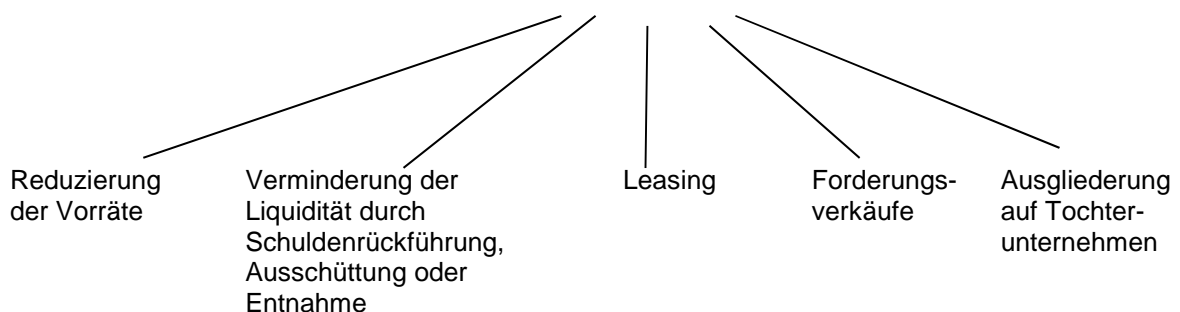 Reduzierung
der Vorräte
Verminderung der
Liquidität durch
Schuldenrückführung,
Ausschüttung oder
Entnahme
Leasing
Forderungs-
verkäufe
Ausgliederung
auf Tochter-
unternehmen